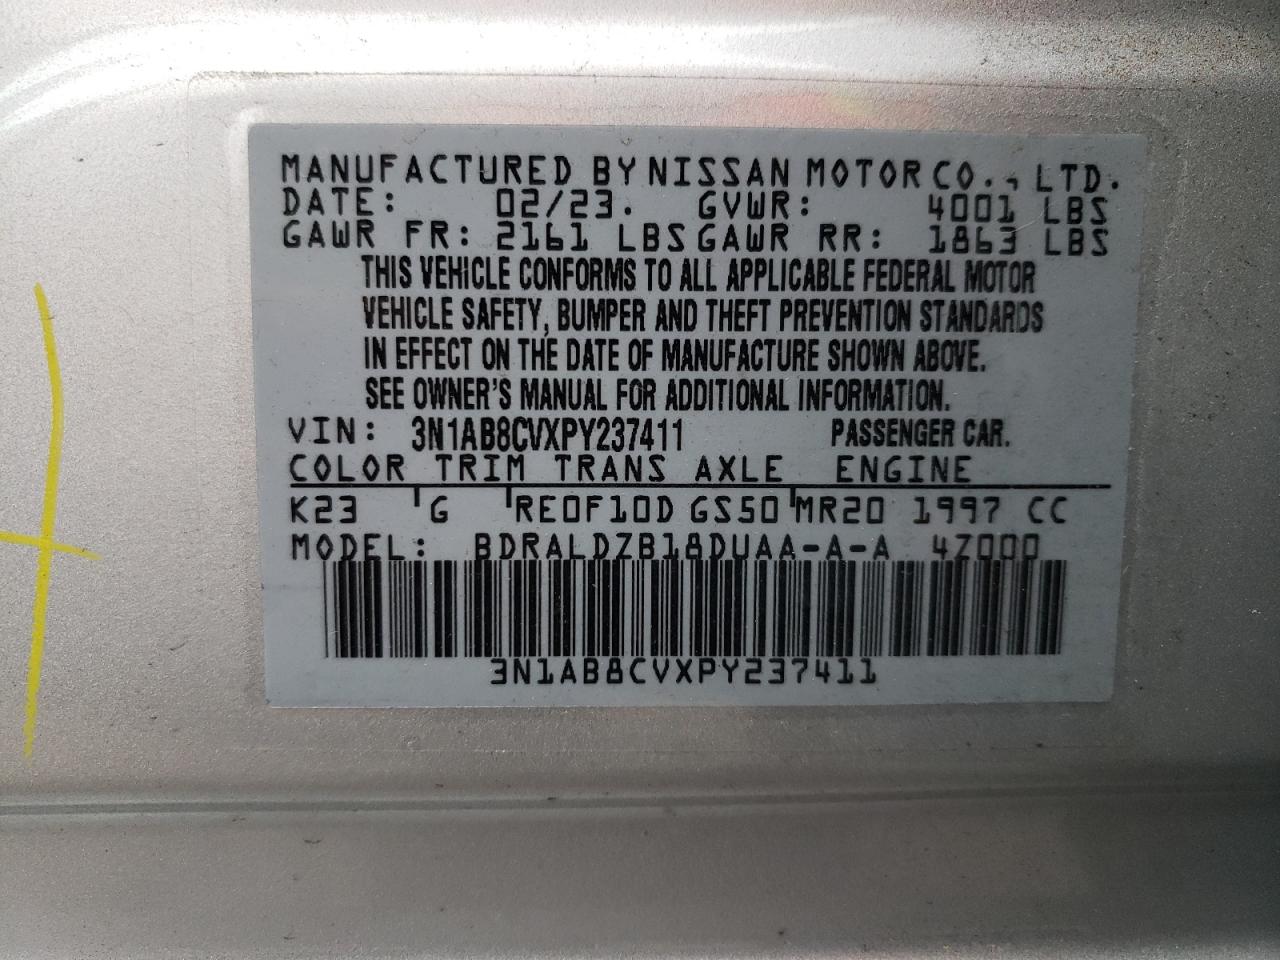 MANUFACTURED BY NISSAN MOTOR CO., LTD.
DATE: 02/23. GVWR: 4001 LBS
GAWR FR: 2161 LBS GAWR RR: 1863 LBS
THIS VEHICLE CONFORMS TO ALL APPLICABLE FEDERAL MOTOR
VEHICLE SAFETY, BUMPER AND THEFT PREVENTION STANDARDS
IN EFFECT ON THE DATE OF MANUFACTURE SHOWN ABOVE.
SEE OWNER'S MANUAL FOR ADDITIONAL INFORMATION.
VIN: 3N1AB8CVXPY237411 PASSENGER CAR.
COLOR TRIM TRANS AXLE ENGINE
K23 G RE0F10D GS50 MR20 1997 CC
MODEL: BDRALDZB18DUAA-A-A 4Z000
3N1AB8CVXPY237411